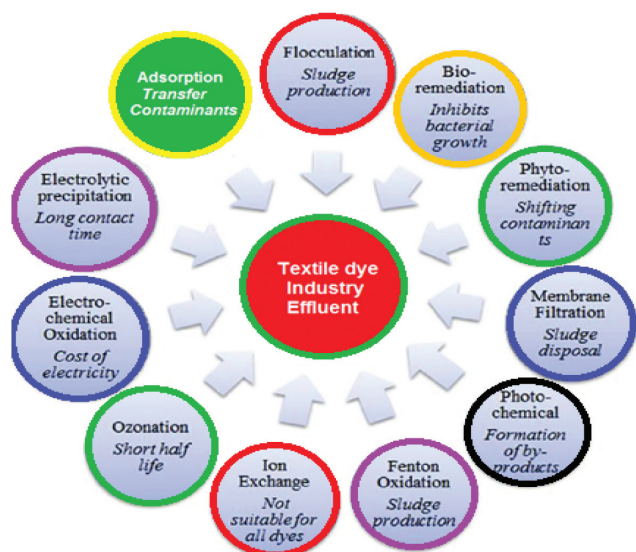 Flocculation
Sludge
production
Bio-
remediation
Inhibits
bacterial
growth
Phyto-
remediation
Shifting
contaminan
ts
Membrane
Filtration
Sludge
disposal
Photo-
chemical
Formation
of by-
products
Fenton
Oxidation
Sludge
production
Ion
Exchange
Not
suitable for
all dyes
Ozonation
Short half
life
Electro-
chemical
Oxidation
Cost of
electricity
Electrolytic
precipitation
Long contact
time
Adsorption
Transfer
Contaminants
Textile dye
Industry
Effluent